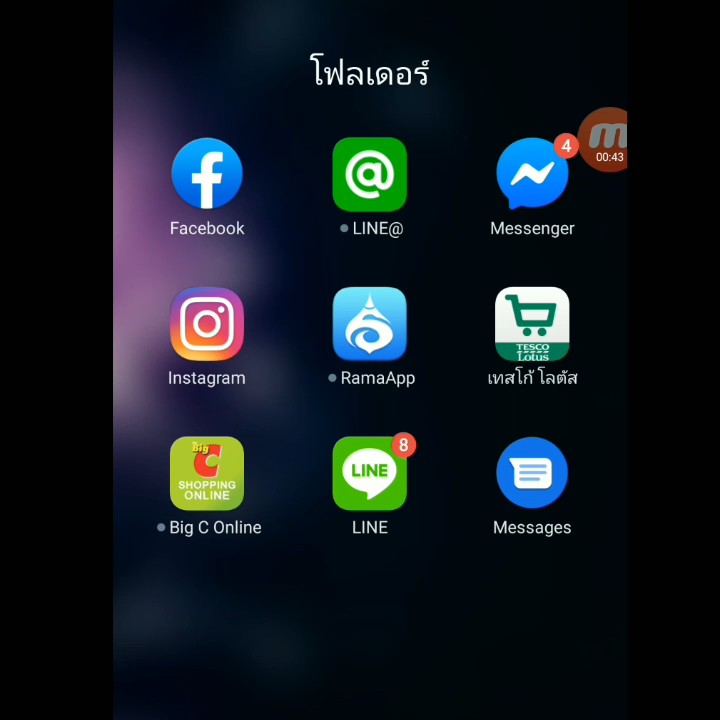 โฟลเดอร์
4
00:43
Facebook
LINE@
Messenger
TESCO
Lotus
Instagram
RamaApp
เทสโก้ โลตัส
Big
C
SHOPPING
ONLINE
LINE
8
Big C Online
LINE
Messages